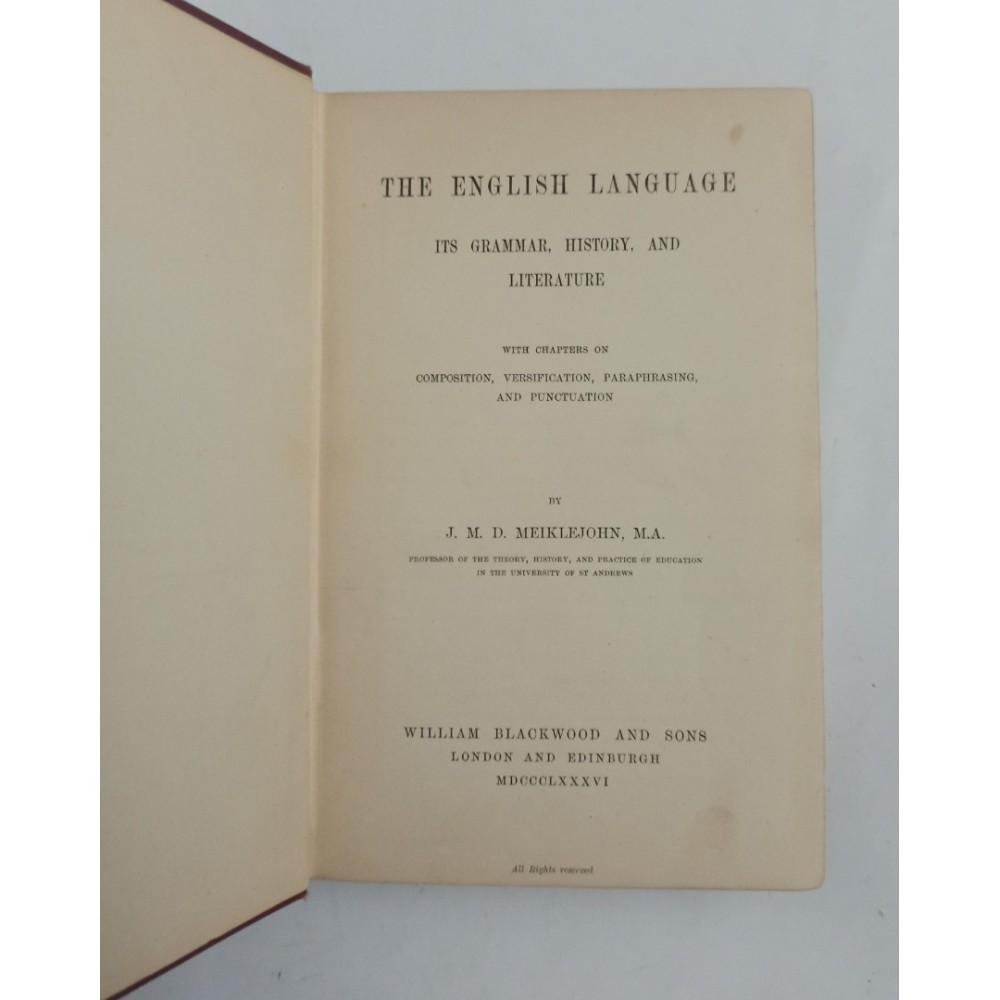 THE ENGLISH LANGUAGE
ITS GRAMMAR, HISTORY, AND
LITERATURE
WITH CHAPTERS ON
COMPOSITION, VERSIFICATION, PARAPHRASING,
AND PUNCTUATION
BY
J. M. D. MEIKLEJOHN, M.A.
PROFESSOR OF THE THEORY, HISTORY, AND PRACTICE OF EDUCATION
IN THE UNIVERSITY OF ST ANDREWS
WILLIAM BLACKWOOD AND SONS
LONDON AND EDINBURGH
MDCCCLXXXVI
All Rights reserved